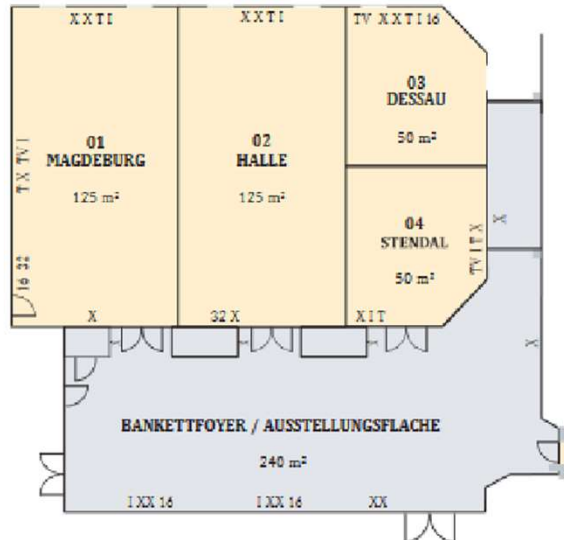 X X T I
X X T I
TV X X T I 16
01
MAGDEBURG
125 m²
02
HALLE
125 m²
03
DESSAU
50 m²
04
STENDAL
50 m²
T X TV I
16 32
X
32 X
X I T
TV I T X
X
X
BANKETTFOYER / AUSSTELLUNGSFLACHE
240 m²
I XX 16
I XX 16
XX